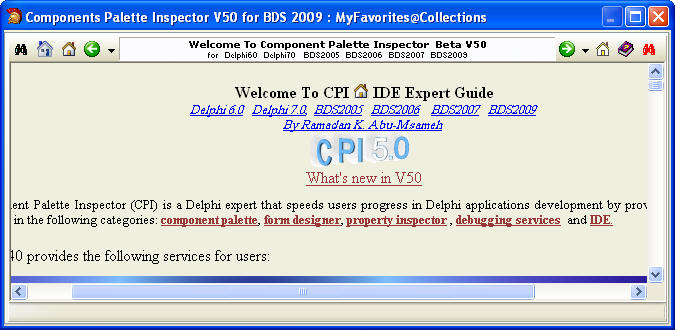 Components Palette Inspector V50 for BDS 2009 : MyFavorites@Collections
Welcome To Component Palette Inspector Beta V50
for Delphi60 Delphi70 BDS2005 BDS2006 BDS2007 BDS2009
Welcome To CPI IDE Expert Guide
Delphi 6.0 Delphi 7.0, BDS2005 BDS2006 BDS2007 BDS2009
By Ramadan K. Abu-Msameh
CPI 5.0
What's new in V50
ent Palette Inspector (CPI) is a Delphi expert that speeds users progress in Delphi applications development by prov
in the following categories: component palette, form designer, property inspector , debugging services and IDE.
40 provides the following services for users: